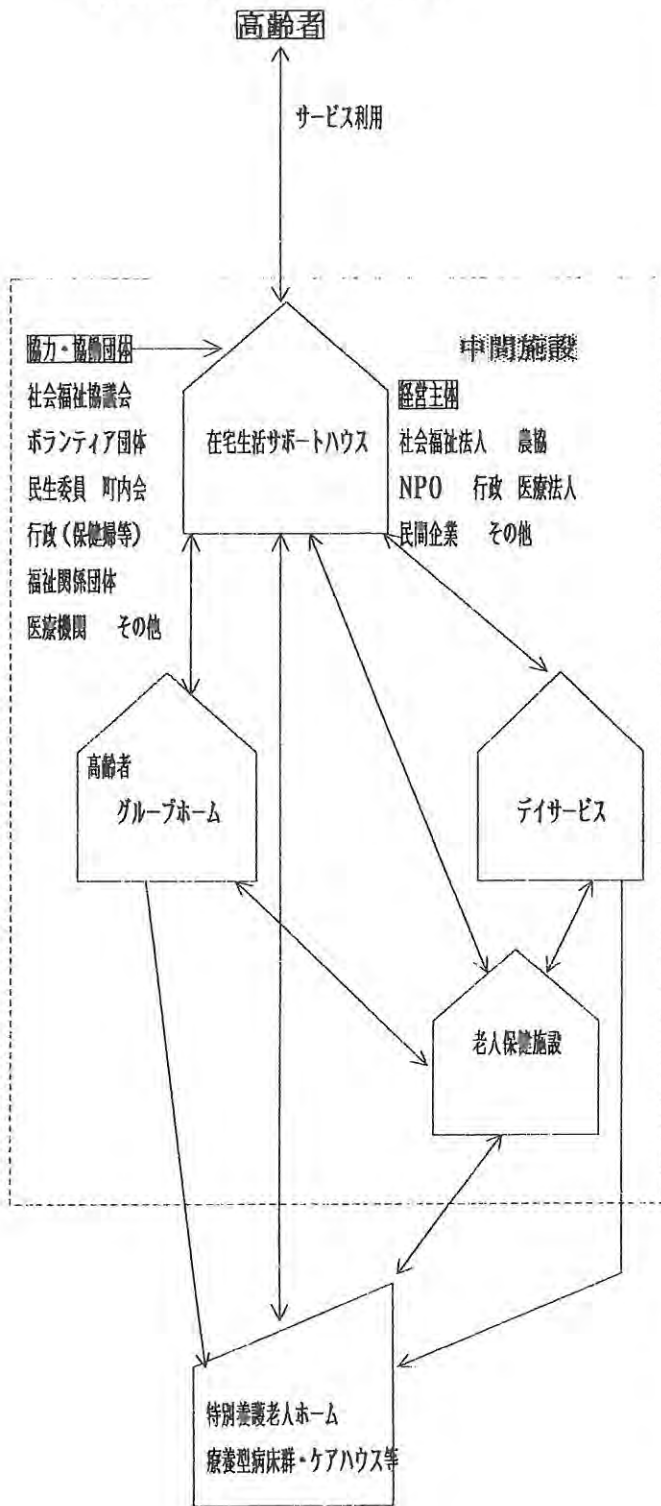 高齢者
サービス利用
協力・協働団体
社会福祉協議会
ボランティア団体
民生委員 町内会
行政(保健婦等)
福祉関係団体
医療機関 その他
在宅生活サポートハウス
中間施設
経営主体
社会福祉法人 農協
NPO 行政 医療法人
民間企業 その他
高齢者
グループホーム
デイサービス
老人保健施設
特別養護老人ホーム
療養型病床群・ケアハウス等